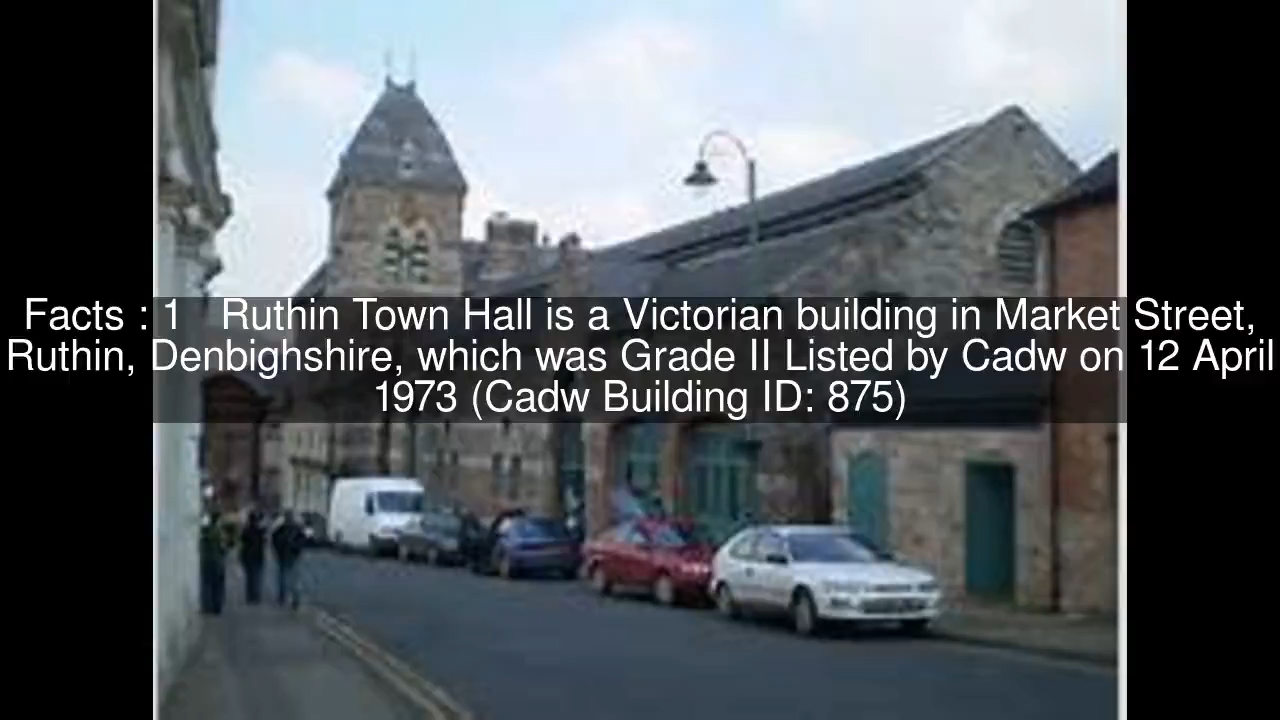 Facts : 1   Ruthin Town Hall is a Victorian building in Market Street,
Ruthin, Denbighshire, which was Grade II Listed by Cadw on 12 April
1973 (Cadw Building ID: 875)